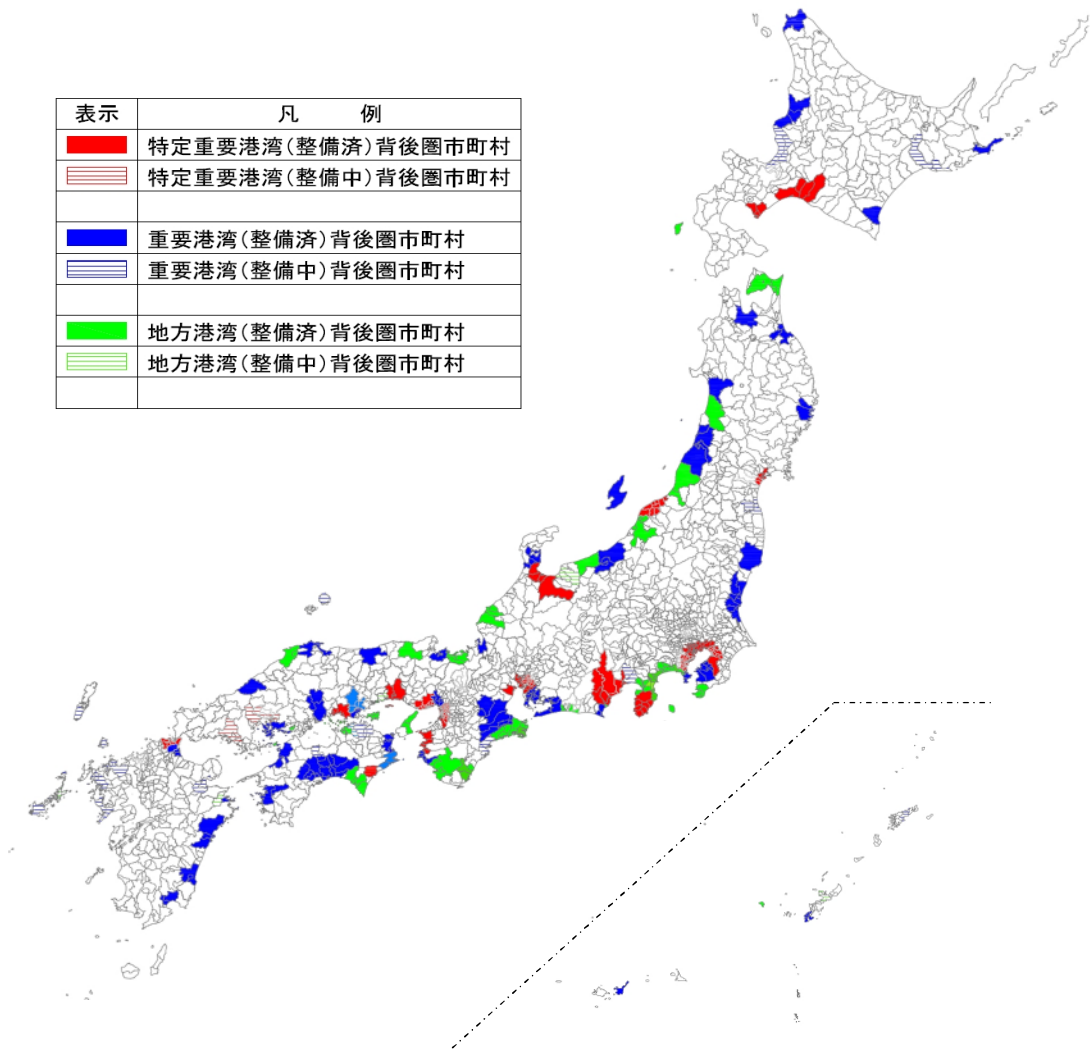 表示 凡例
特定重要港湾(整備済)背後圏市町村
特定重要港湾(整備中)背後圏市町村
重要港湾(整備済)背後圏市町村
重要港湾(整備中)背後圏市町村
地方港湾(整備済)背後圏市町村
地方港湾(整備中)背後圏市町村